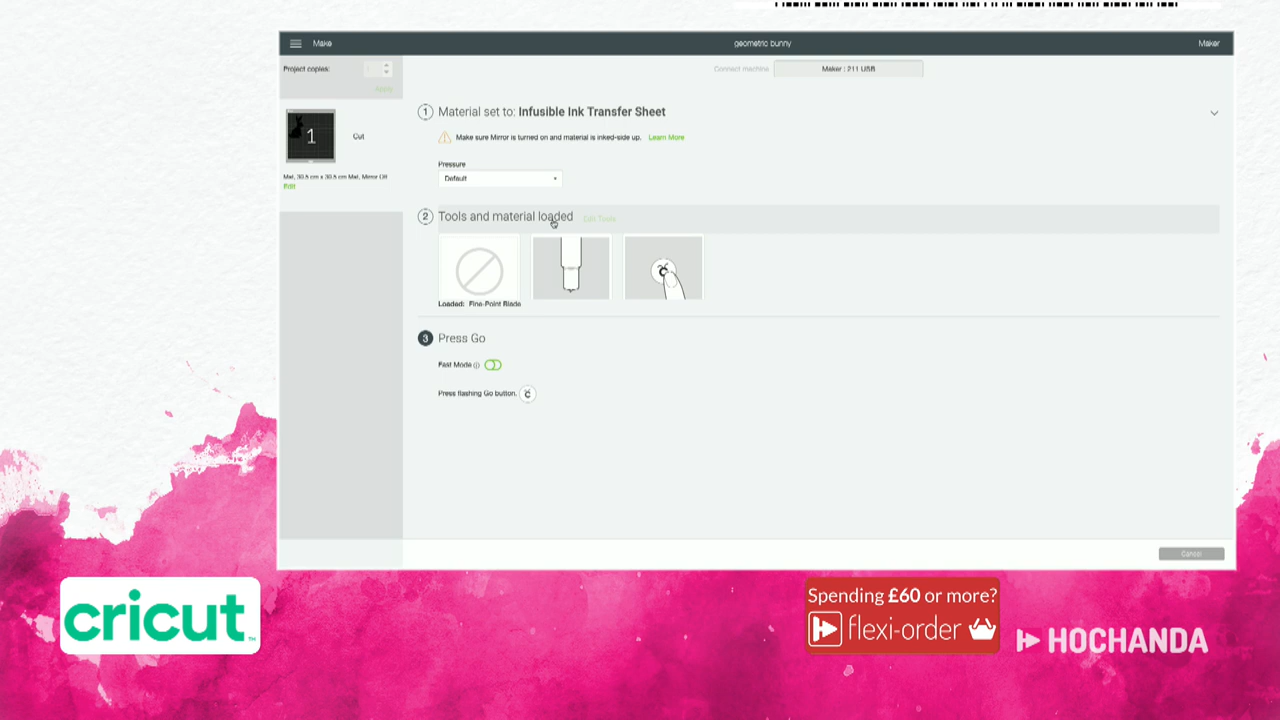 Make
geometric bunny
Maker
Project copies:
Apply
Connect machine
Maker : 211 USB
1
Cut
Mat, 30.5 cm x 30.5 cm Mat, Mirror Off
Edit
1 Material set to: Infusible Ink Transfer Sheet
Make sure Mirror is turned on and material is inked-side up. Learn More
Pressure
Default
2 Tools and material loaded Edit Tools
Loaded: Fine-Point Blade
3 Press Go
Fast Mode
Press flashing Go button.
Cancel
cricut™
Spending £60 or more?
flexi-order
HOCHANDA